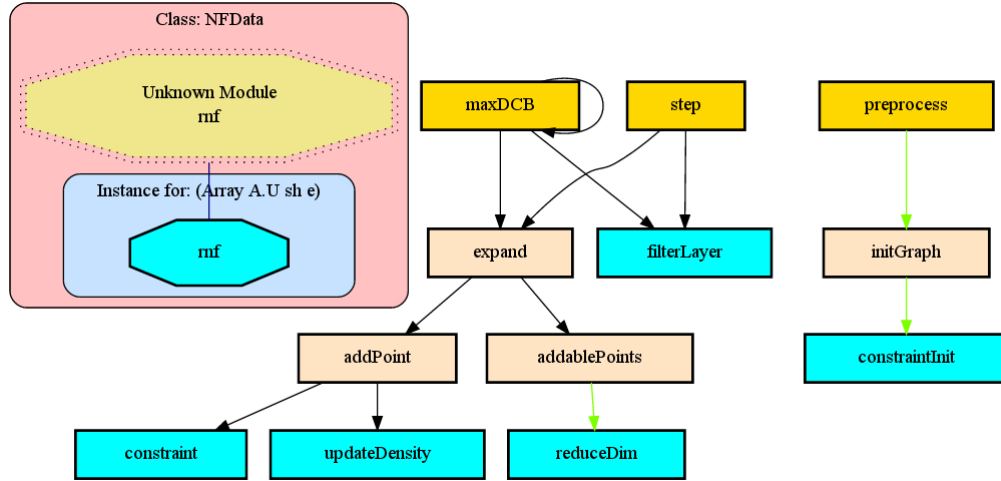 Class: NFData
Unknown Module
rnf
Instance for: (Array A.U sh e)
rnf
maxDCB
step
preprocess
expand
filterLayer
initGraph
addPoint
addablePoints
constraintInit
constraint
updateDensity
reduceDim